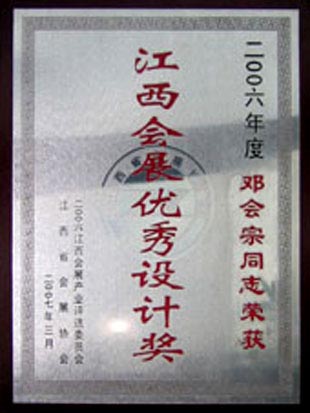 二〇〇六年度 邓会宗同志荣获
江西会展优秀设计奖
二〇〇六江西会展产业评选委员会
江西省会展协会
二〇〇七年三月